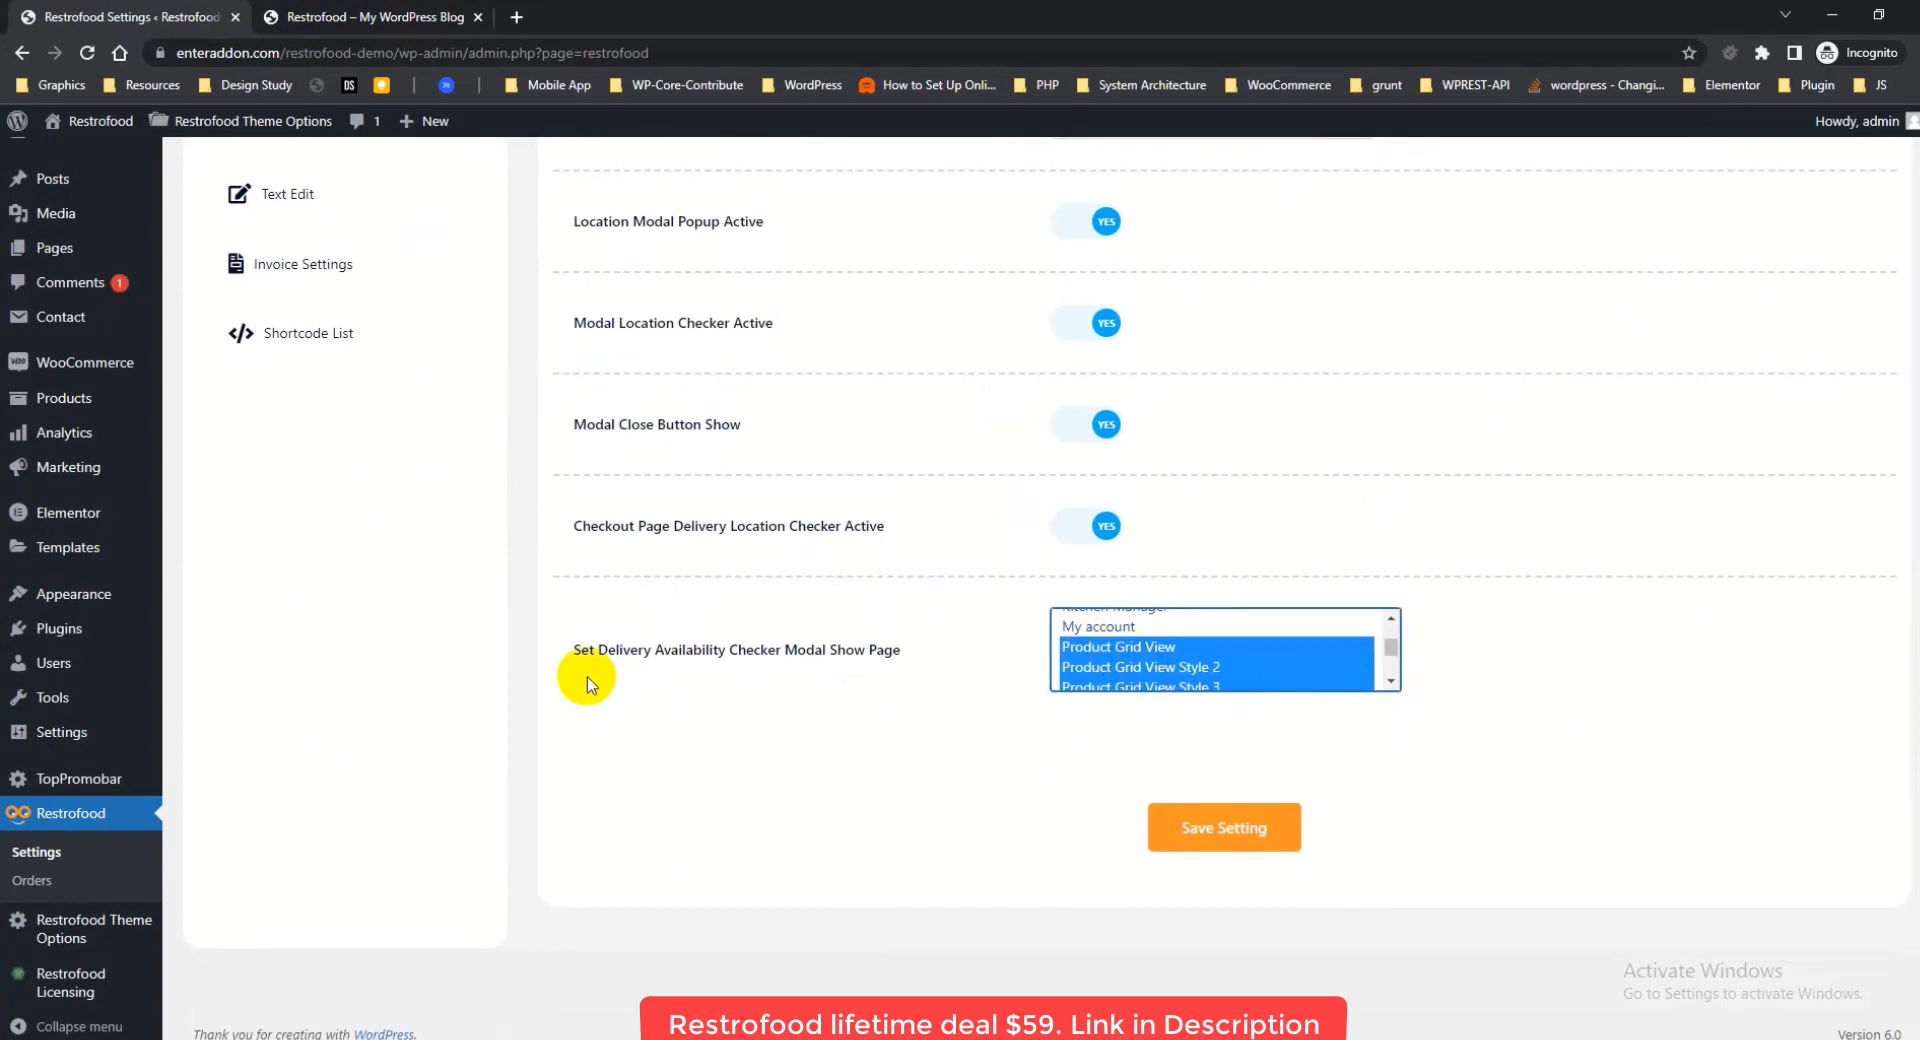 Restrofood Settings ‹ Restrofood
Restrofood – My WordPress Blog
enteraddon.com/restrofood-demo/wp-admin/admin.php?page=restrofood
Incognito
Graphics
Resources
Design Study
DS
Mobile App
WP-Core-Contribute
WordPress
How to Set Up Onli...
PHP
System Architecture
WooCommerce
grunt
WPREST-API
wordpress - Changi...
Elementor
Plugin
JS
Restrofood
Restrofood Theme Options
1
New
Howdy, admin
Posts
Media
Pages
Comments 1
Contact
WooCommerce
Products
Analytics
Marketing
Elementor
Templates
Appearance
Plugins
Users
Tools
Settings
TopPromobar
Restrofood
Settings
Orders
Restrofood Theme
Options
Restrofood
Licensing
Collapse menu
Text Edit
Invoice Settings
Shortcode List
Location Modal Popup Active
YES
Modal Location Checker Active
YES
Modal Close Button Show
YES
Checkout Page Delivery Location Checker Active
YES
Set Delivery Availability Checker Modal Show Page
Kitchen Manager
My account
Product Grid View
Product Grid View Style 2
Product Grid View Style 3
Save Setting
Activate Windows
Go to Settings to activate Windows.
Thank you for creating with WordPress.
Version 6.0
Restrofood lifetime deal $59. Link in Description